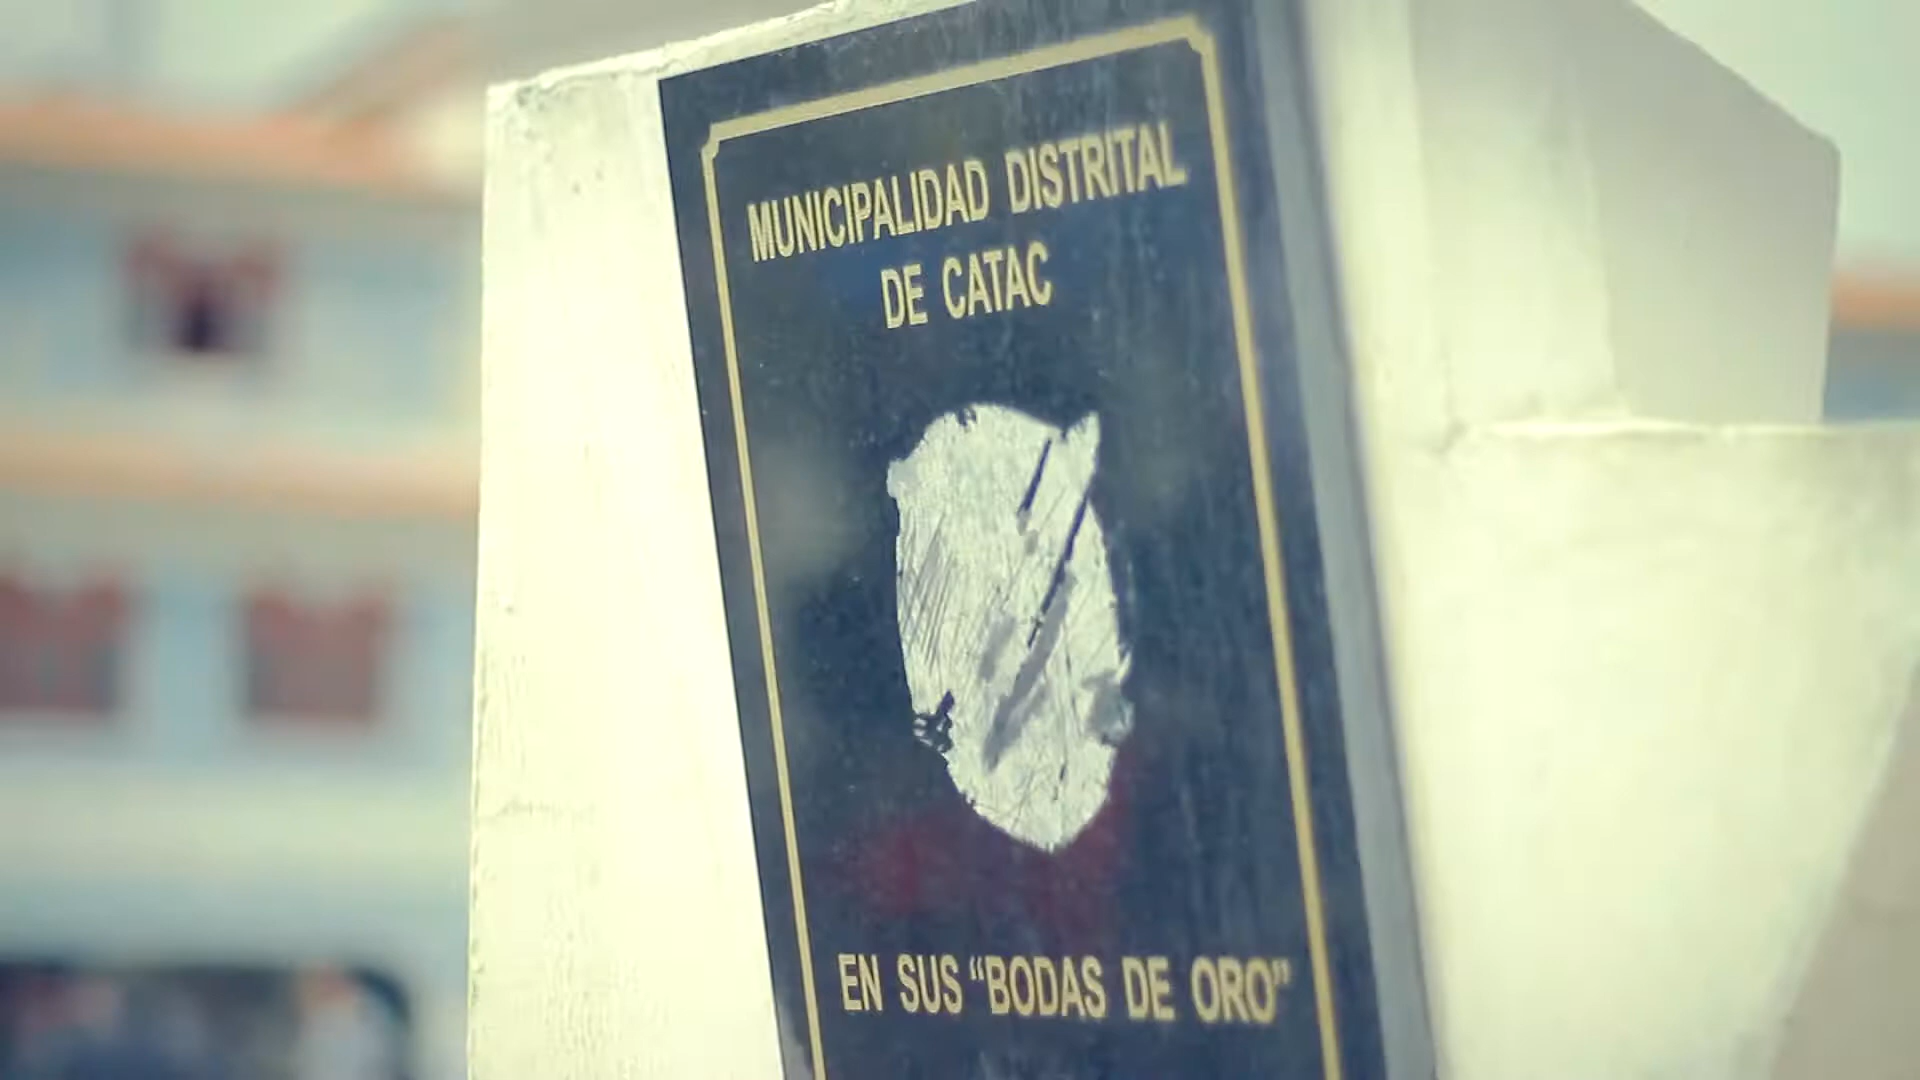 MUNICIPALIDAD DISTRITAL
DE CATAC
EN SUS “BODAS DE ORO”